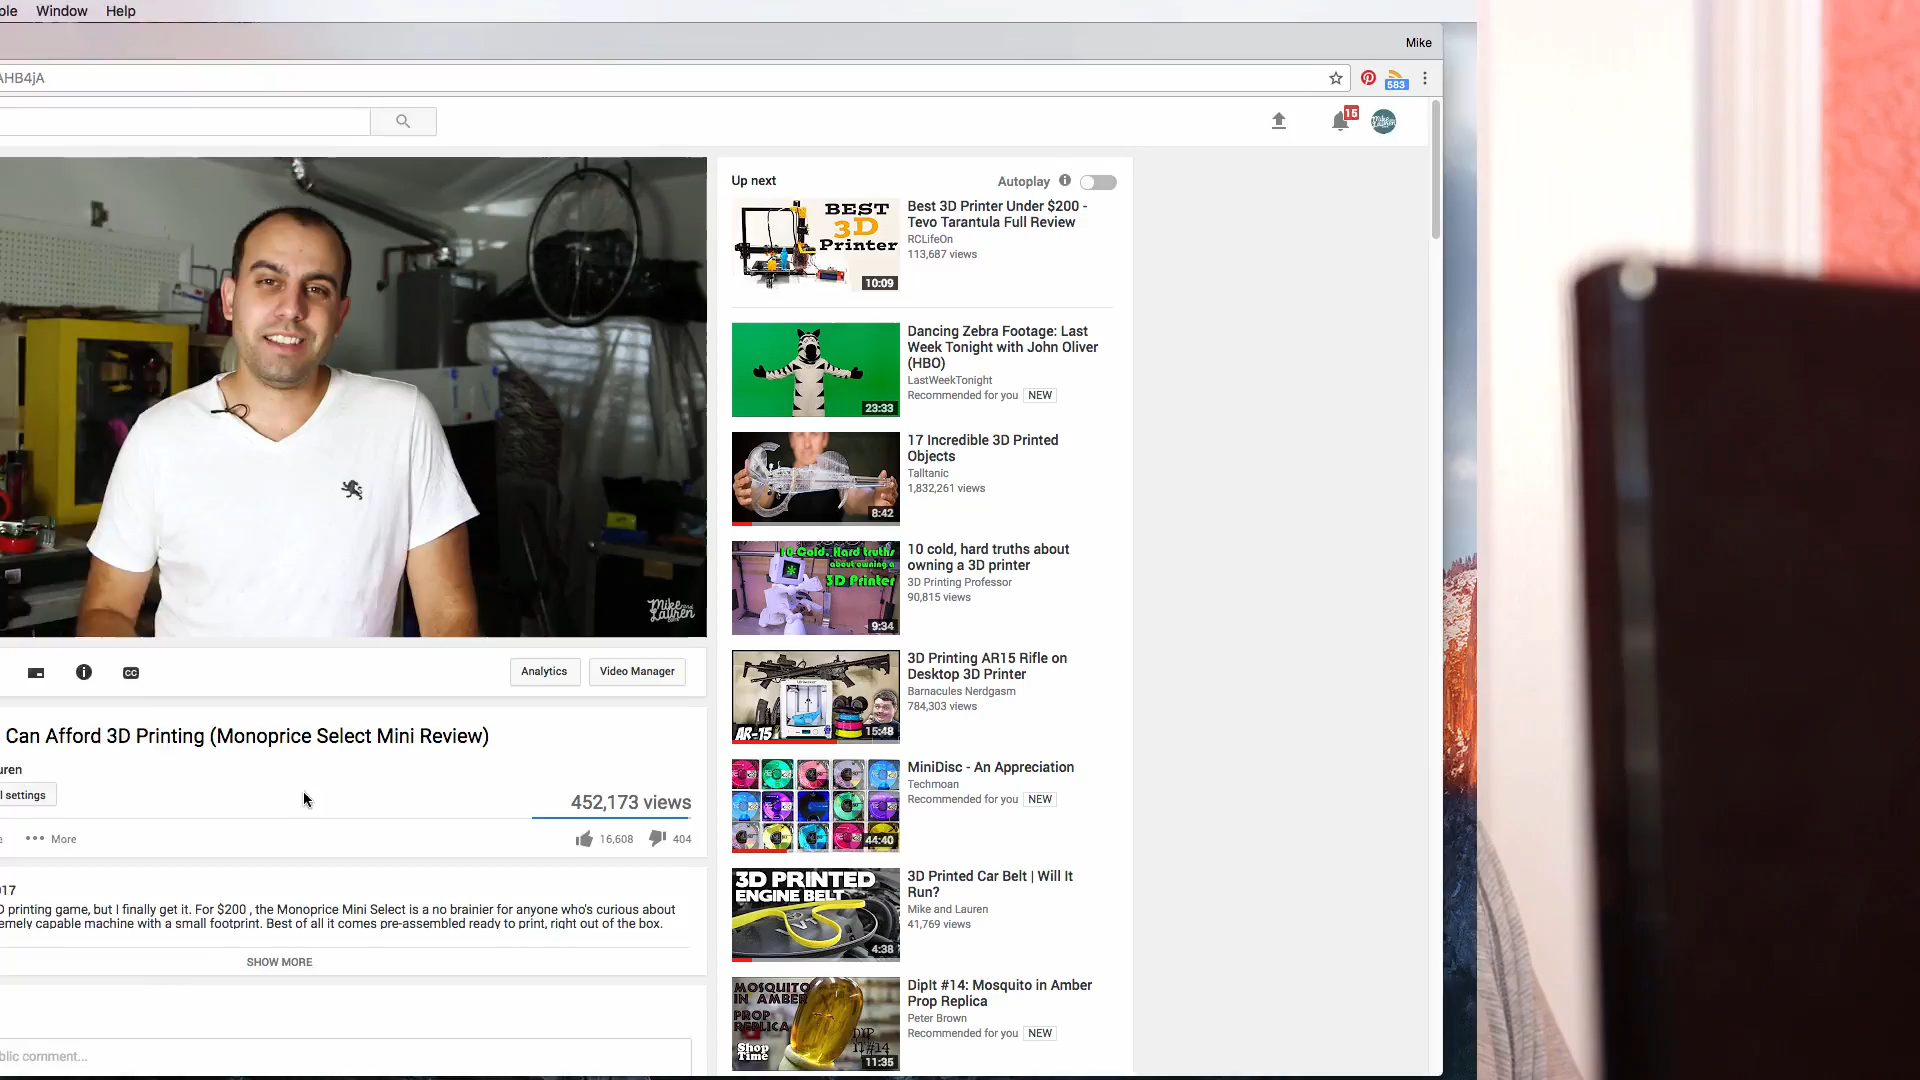 ple Window Help
Mike
AHB4jA
583
15
Up next
Autoplay
BEST
3D
Printer
10:09
Best 3D Printer Under $200 -
Tevo Tarantula Full Review
RCLifeOn
113,687 views
23:33
Dancing Zebra Footage: Last
Week Tonight with John Oliver
(HBO)
LastWeekTonight
Recommended for you NEW
8:42
17 Incredible 3D Printed
Objects
Talltanic
1,832,261 views
10 Cold, Hard truths
about owning a
3D Printer
9:34
10 cold, hard truths about
owning a 3D printer
3D Printing Professor
90,815 views
AR-15
15:48
3D Printing AR15 Rifle on
Desktop 3D Printer
Barnacules Nerdgasm
784,303 views
44:40
MiniDisc - An Appreciation
Technoan
Recommended for you NEW
3D PRINTED
ENGINE BELT
4:38
3D Printed Car Belt | Will It
Run?
Mike and Lauren
41,769 views
MOSQUITO
IN AMBER
PROP
REPLICA
Shop
Time
DIP
IT #14
11:35
DipIt #14: Mosquito in Amber
Prop Replica
Peter Brown
Recommended for you NEW
Mike and
Lauren
CC
Analytics
Video Manager
Can Afford 3D Printing (Monoprice Select Mini Review)
uren
l settings
452,173 views
More
16,608
404
017
D printing game, but I finally get it. For $200 , the Monoprice Mini Select is a no brainier for anyone who's curious about
emely capable machine with a small footprint. Best of all it comes pre-assembled ready to print, right out of the box.
SHOW MORE
blic comment...